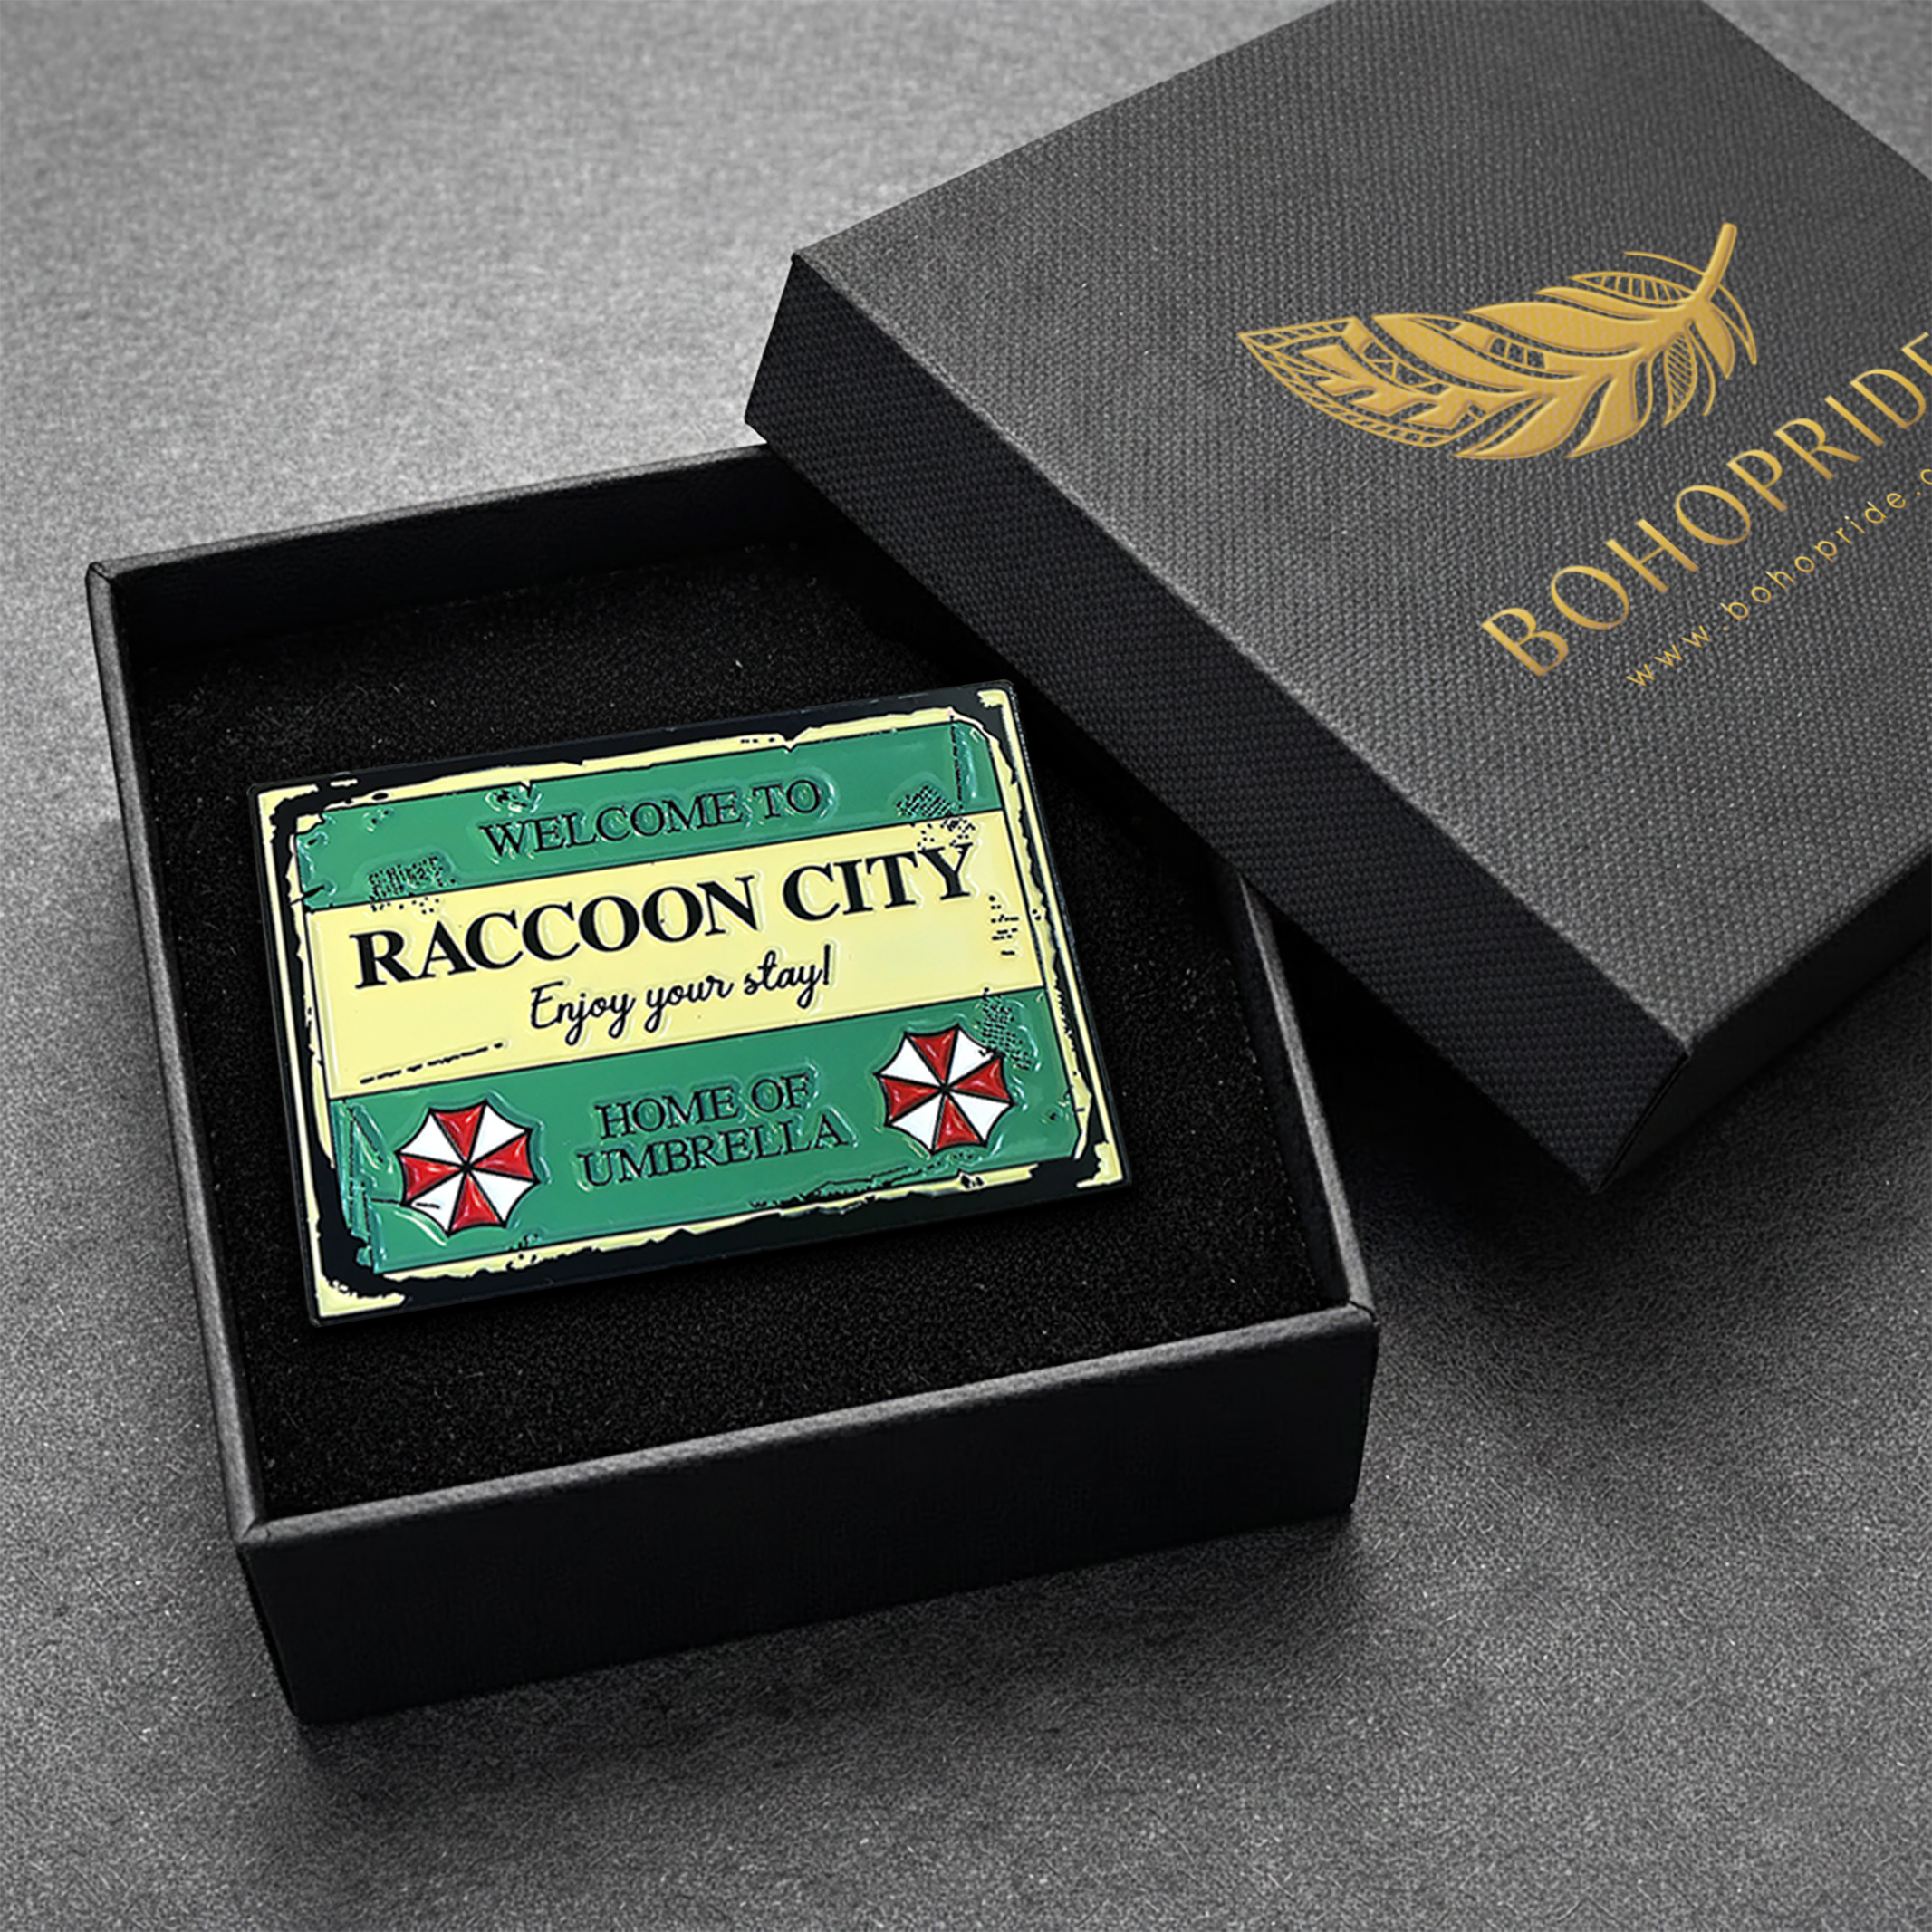 WELCOME TO
RACCOON CITY
Enjoy your stay!
HOME OF
UMBRELLA
BOHOPRIDE
www.bohopride.c